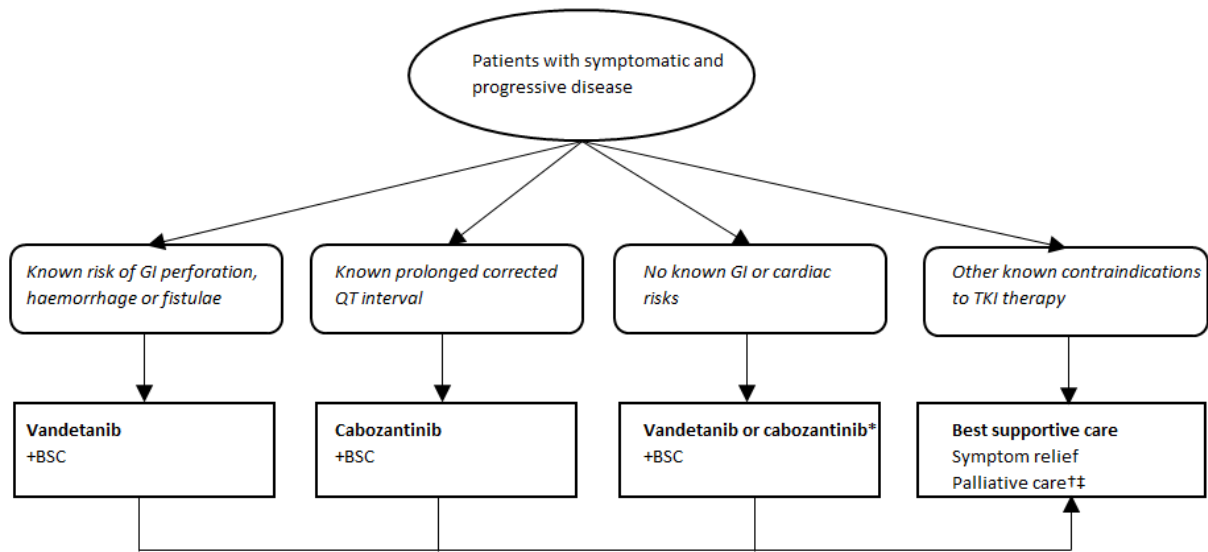 Patients with symptomatic and
progressive disease
Known risk of GI perforation,
haemorrhage or fistulae
Known prolonged corrected
QT interval
No known GI or cardiac
risks
Other known contraindications
to TKI therapy
Vandetanib
+BSC
Cabozantinib
+BSC
Vandetanib or cabozantinib*
+BSC
Best supportive care
Symptom relief
Palliative care†‡